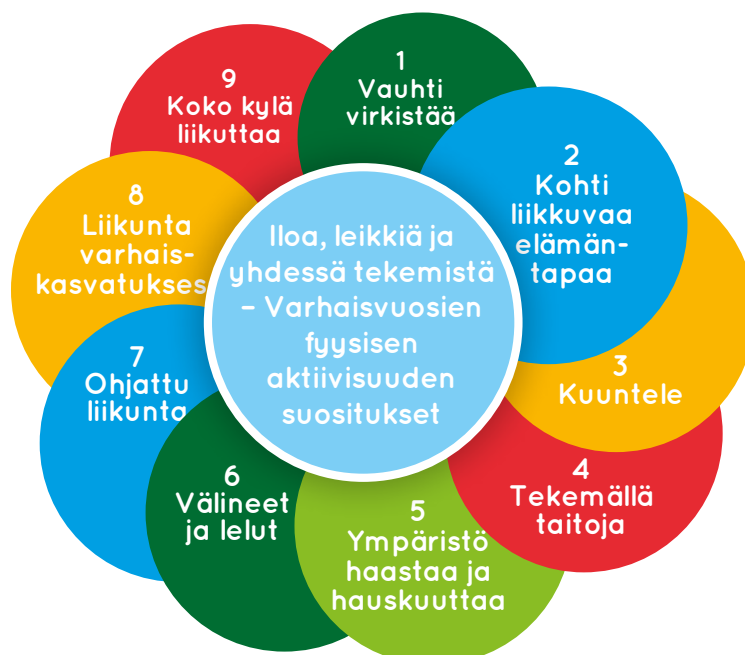 Iloa, leikkiä ja
yhdessä tekemistä
– Varhaisvuosien
fyysisen
aktiivisuuden
suositukset
1
Vauhti
virkistää
2
Kohti
liikkuvaa
elämän-
tapaa
3
Kuuntele
4
Tekemällä
taitoja
5
Ympäristö
haastaa ja
hauskuuttaa
6
Välineet
ja lelut
7
Ohjattu
liikunta
8
Liikunta
varhais-
kasvatukses
9
Koko kylä
liikuttaa